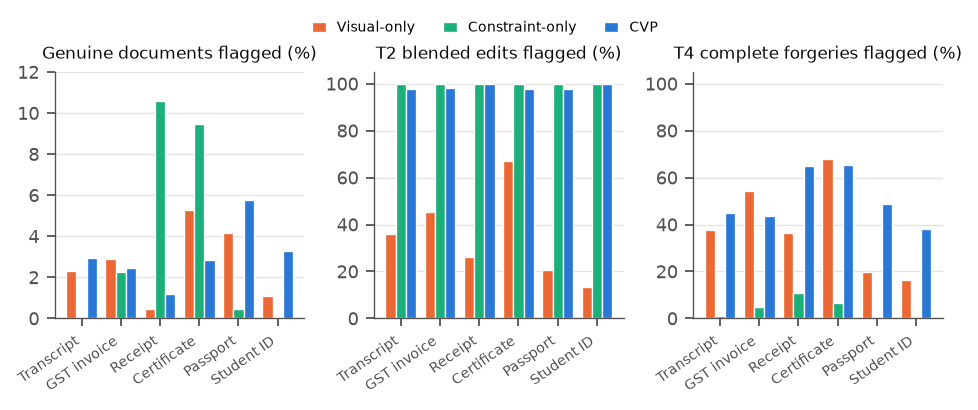 Visual-only Constraint-only CVP
Genuine documents flagged (%)
12
10
8
6
4
2
0
Transcript
GST invoice
Receipt
Certificate
Passport
Student ID
T2 blended edits flagged (%)
100
80
60
40
20
0
Transcript
GST invoice
Receipt
Certificate
Passport
Student ID
T4 complete forgeries flagged (%)
100
80
60
40
20
0
Transcript
GST invoice
Receipt
Certificate
Passport
Student ID